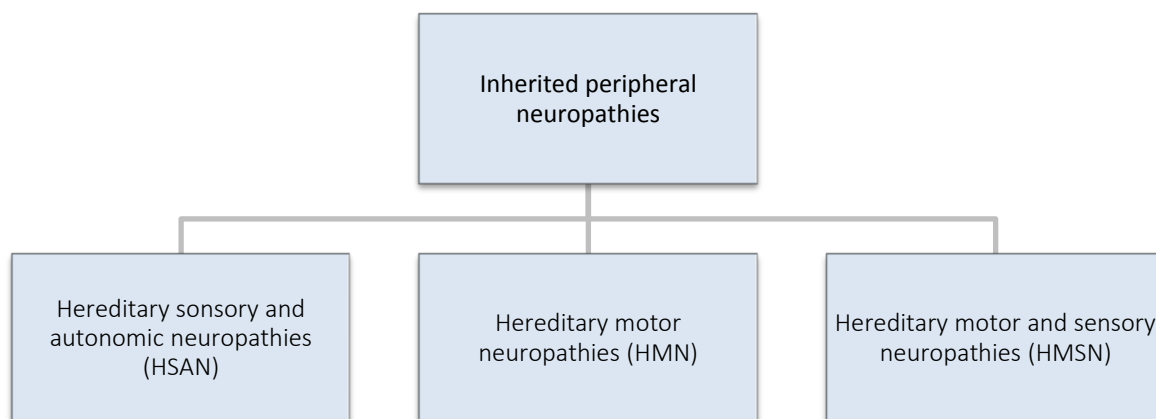 Inherited peripheral
neuropathies
Hereditary sonsory and
autonomic neuropathies
(HSAN)
Hereditary motor
neuropathies (HMN)
Hereditary motor and sensory
neuropathies (HMSN)